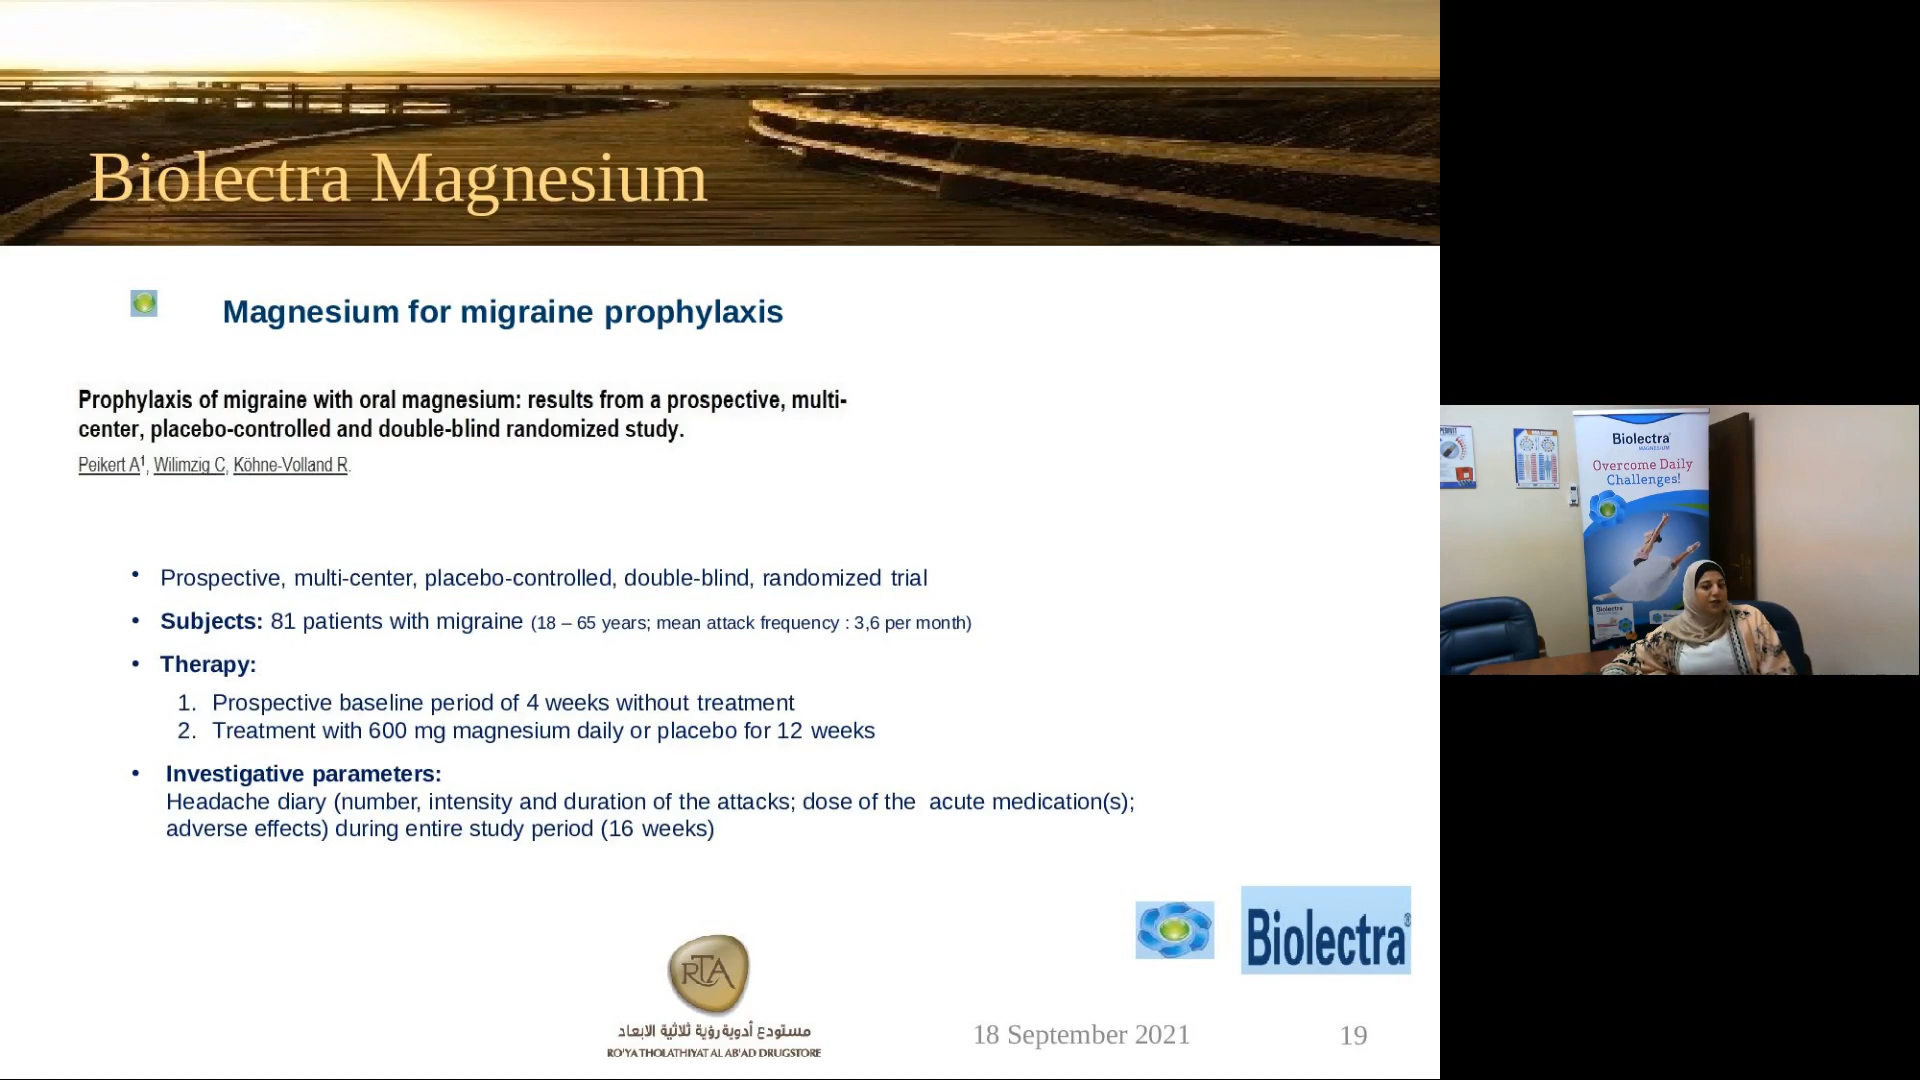 Biolectra Magnesium
Magnesium for migraine prophylaxis
Prophylaxis of migraine with oral magnesium: results from a prospective, multi-
center, placebo-controlled and double-blind randomized study.
Peikert A1, Wilimzig C, Köhne-Volland R.
• Prospective, multi-center, placebo-controlled, double-blind, randomized trial
• Subjects: 81 patients with migraine (18 – 65 years; mean attack frequency : 3,6 per month)
• Therapy:
1. Prospective baseline period of 4 weeks without treatment
2. Treatment with 600 mg magnesium daily or placebo for 12 weeks
• Investigative parameters:
Headache diary (number, intensity and duration of the attacks; dose of the acute medication(s);
adverse effects) during entire study period (16 weeks)
Biolectra®
RTA
مستودع أدوية رؤية ثلاثية الابعاد
RO'YA THOLATHIYAT AL AB'AD DRUGSTORE
18 September 2021
19
Biolectra
MAGNESIUM
Overcome Daily
Challenges!
Biolectra